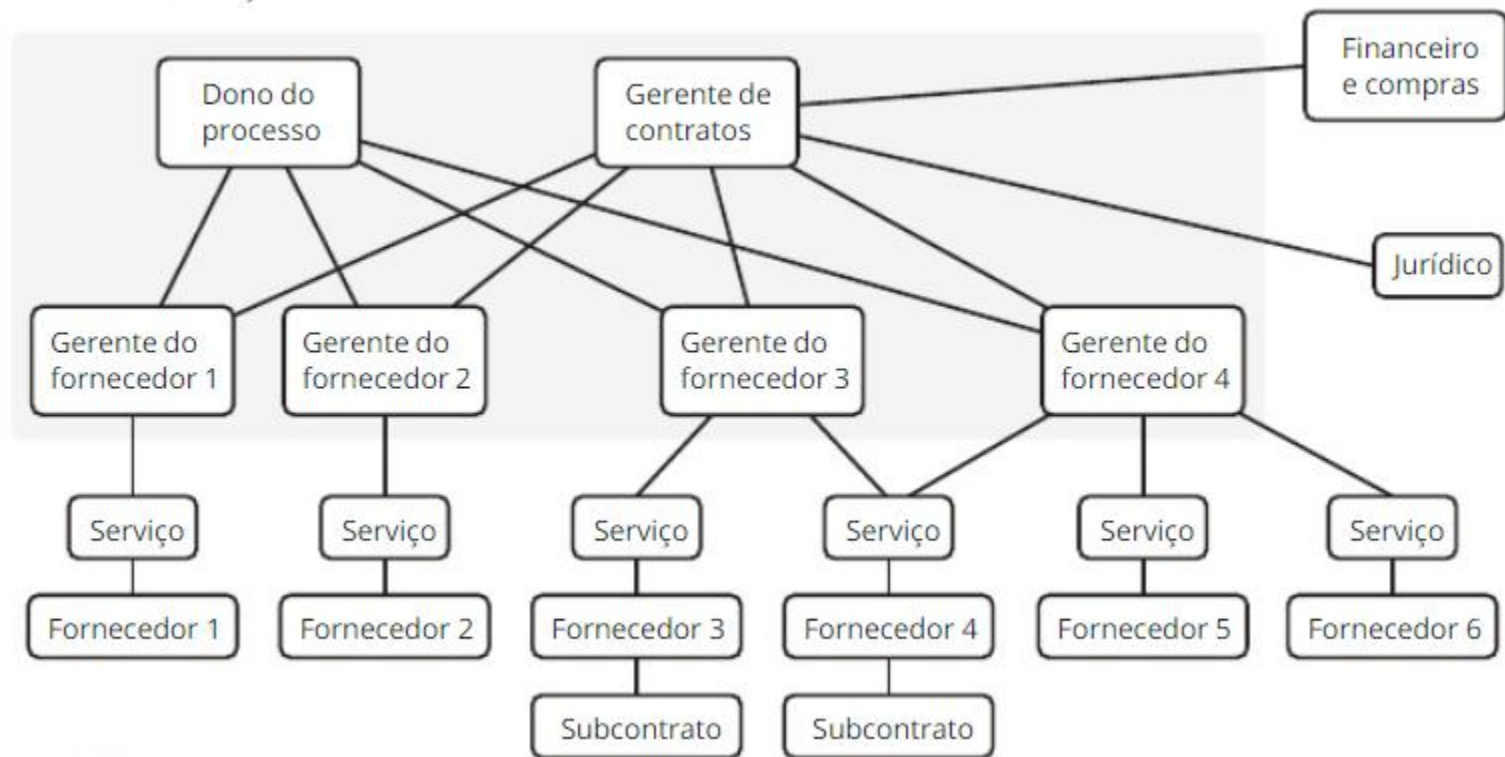 Dono do
processo
Gerente de
contratos
Financeiro
e compras
Jurídico
Gerente do
fornecedor 1
Gerente do
fornecedor 2
Gerente do
fornecedor 3
Gerente do
fornecedor 4
Serviço
Serviço
Serviço
Serviço
Serviço
Serviço
Fornecedor 1
Fornecedor 2
Fornecedor 3
Fornecedor 4
Fornecedor 5
Fornecedor 6
Subcontrato
Subcontrato